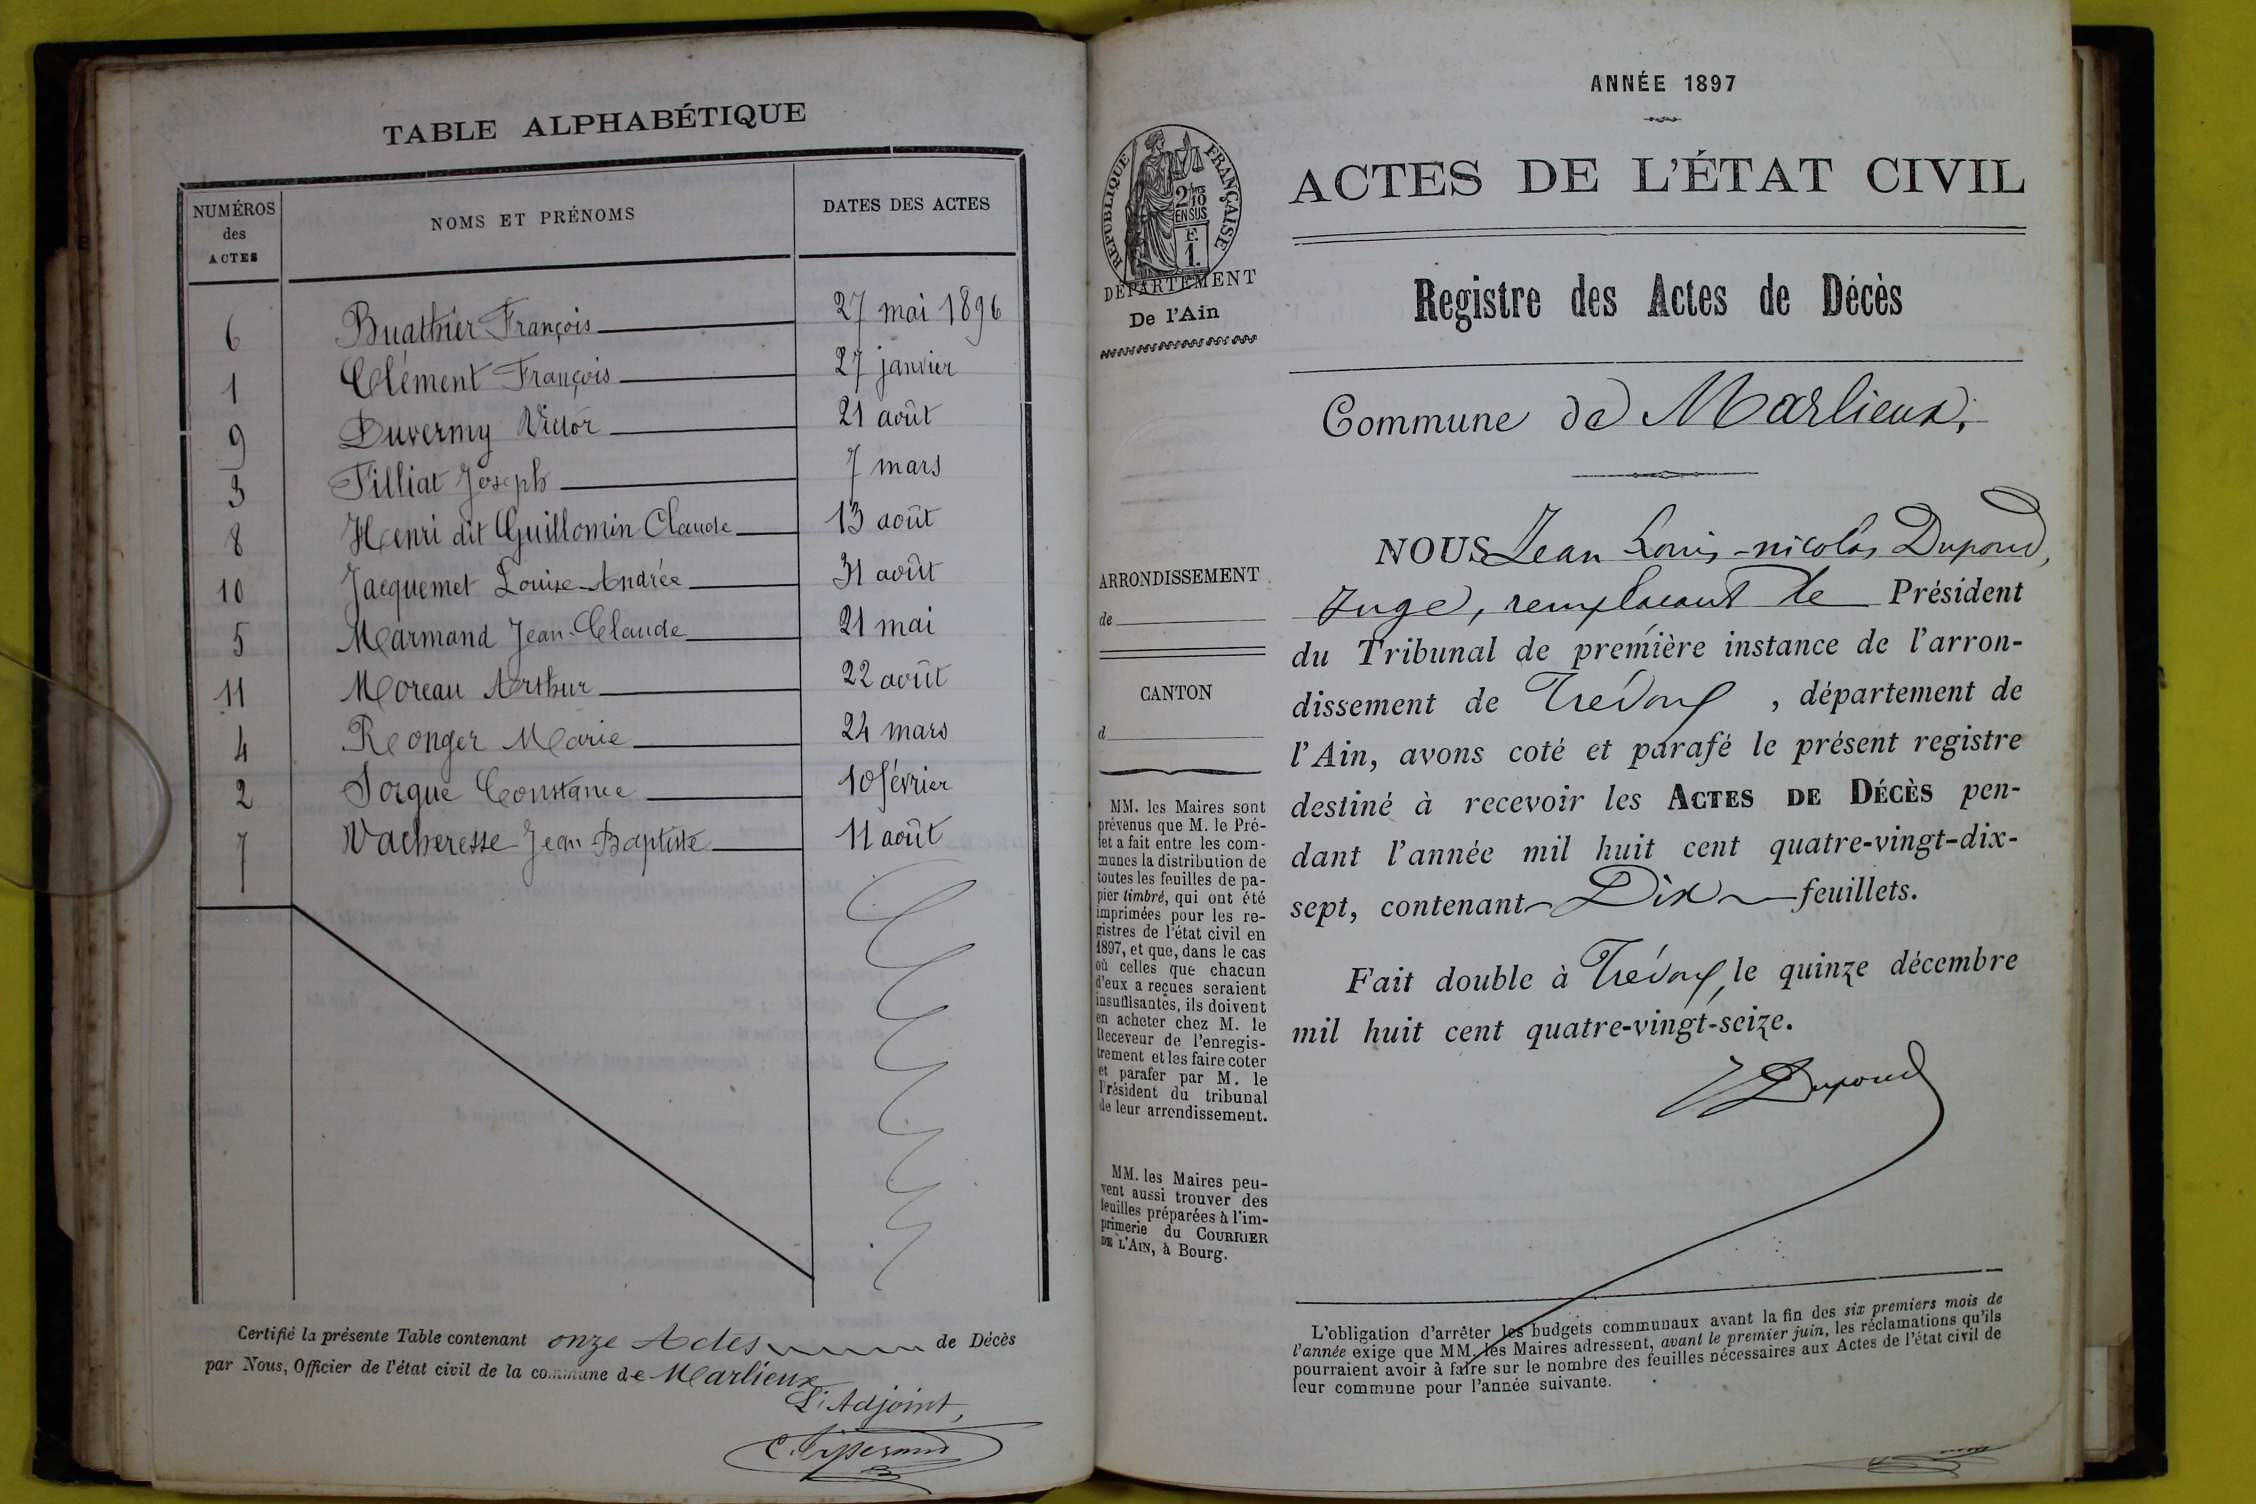 TABLE ALPHABÉTIQUE
NUMÉROS des ACTES NOMS ET PRÉNOMS DATES DES ACTES
6 Buathier François 27 mai 1896
1 Clément François 27 janvier
9 Duvermy Victor 21 août
3 Filliat Joseph 7 mars
8 Henri dit Guillomin Claude 13 août
10 Jacquemet Louise-Andrée 31 août
5 Marmand Jean-Claude 21 mai
11 Moreau Arthur 22 août
4 Ronger Marie 24 mars
2 Sorgue Constance 10 février
7 Vacheresse Jean-Baptiste 11 août
Certifié la présente Table contenant onze Actes de Décès
par Nous, Officier de l'état civil de la commune de Marlieux
L'Adjoint,
ANNÉE 1897
RÉPUBLIQUE FRANÇAISE
2/10
EN SUS
F.
1.
DÉPARTEMENT
De l'Ain
ACTES DE L'ÉTAT CIVIL
Registre des Actes de Décès
Commune de Marlieux,
ARRONDISSEMENT
de
CANTON
d
MM. les Maires sont
prévenus que M. le Pré-
fet a fait entre les com-
munes la distribution de
toutes les feuilles de pa-
pier timbré, qui ont été
imprimées pour les re-
gistres de l'état civil en
1897, et que, dans le cas
où celles que chacun
d'eux a reçues seraient
insuffisantes, ils doivent
en acheter chez M. le
Receveur de l'enregis-
trement et les faire coter
et parafer par M. le
Président du tribunal
de leur arrondissement.
MM. les Maires peu-
vent aussi trouver des
feuilles préparées à l'im-
primerie du COURRIER
DE L'AIN, à Bourg.
NOUS Jean Louis-nicolas Dupond,
Juge, remplacant le Président
du Tribunal de première instance de l'arron-
dissement de Trévoux, département de
l'Ain, avons coté et parafé le présent registre
destiné à recevoir les ACTES DE DÉCÈS pen-
dant l'année mil huit cent quatre-vingt-dix-
sept, contenant Dix feuillets.
Fait double à Trévoux, le quinze décembre
mil huit cent quatre-vingt-seize.
Dupond
L'obligation d'arrêter les budgets communaux avant la fin des six premiers mois de
l'année exige que MM. les Maires adressent, avant le premier juin, les réclamations qu'ils
pourraient avoir à faire sur le nombre des feuilles nécessaires aux Actes de l'état civil de
leur commune pour l'année suivante.